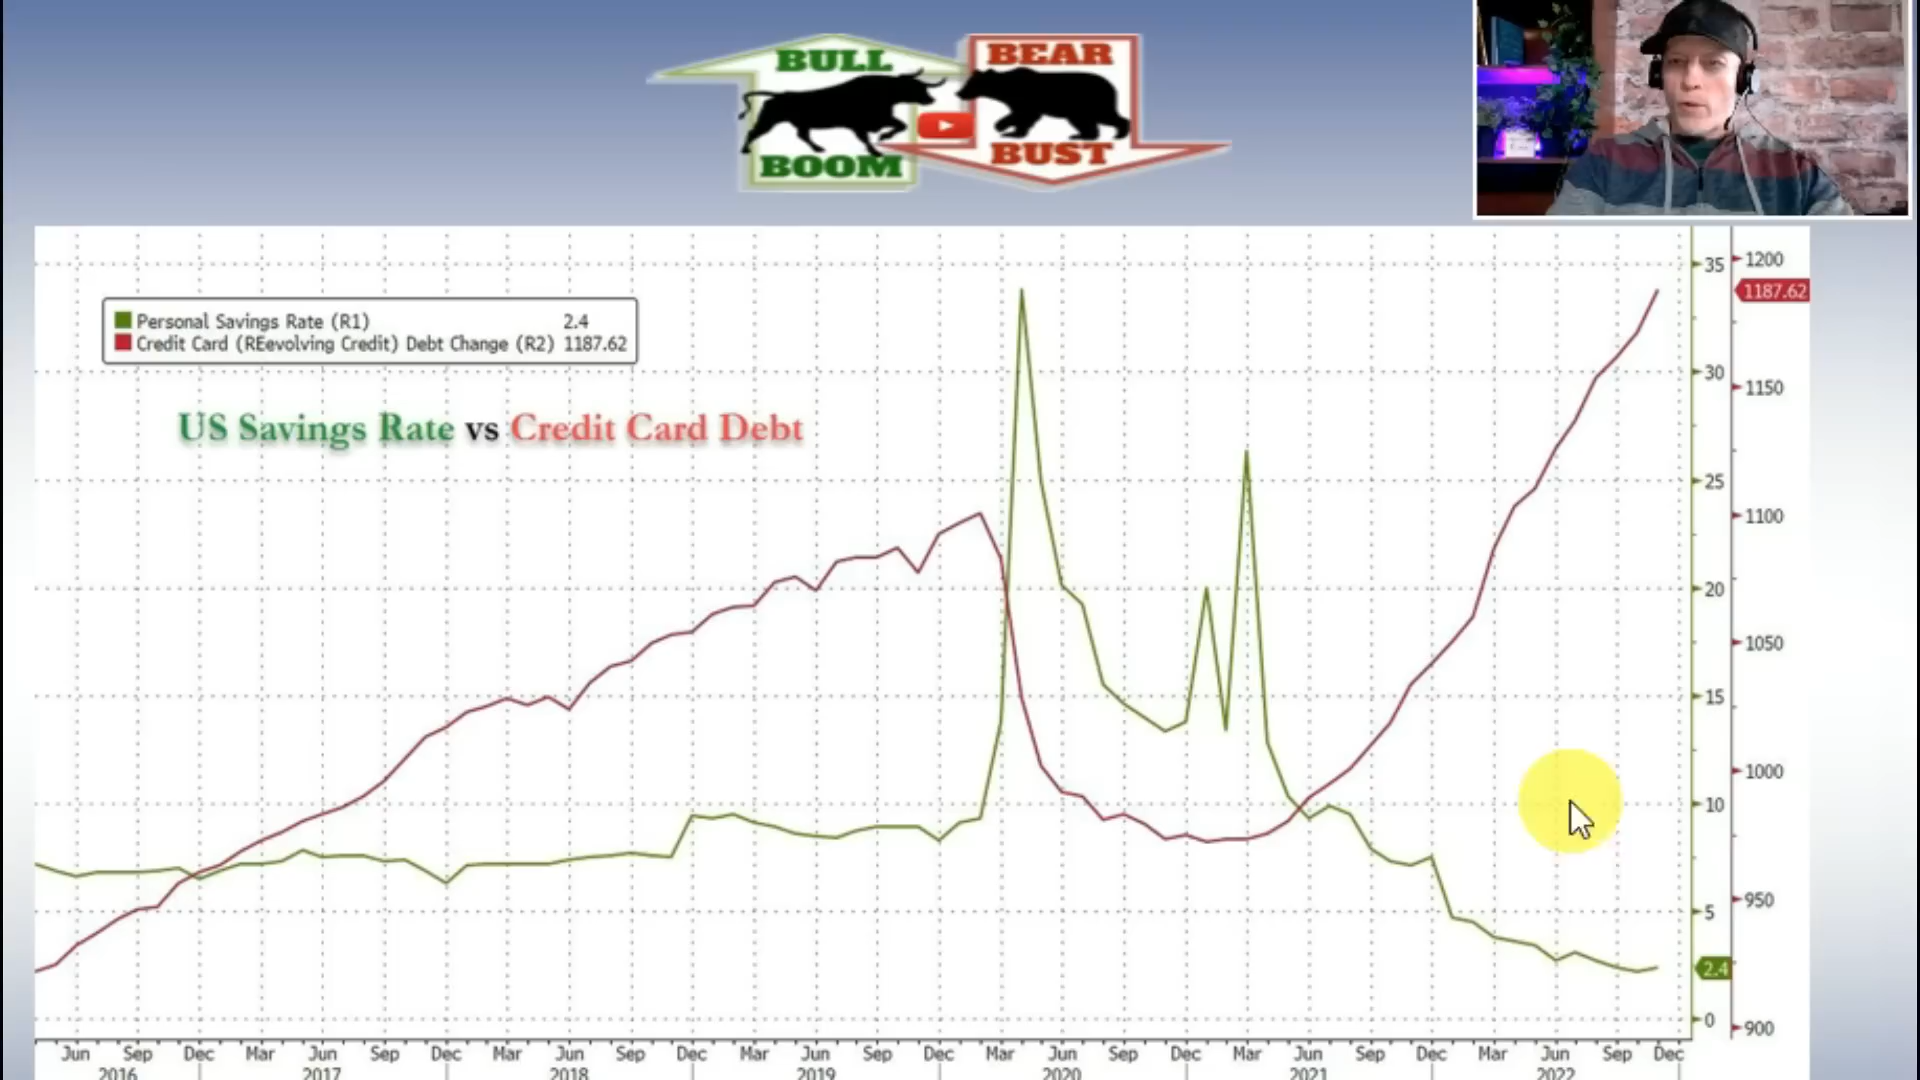 BULL
BOOM
BEAR
BUST
Personal Savings Rate (R1) 2.4
Credit Card (REevolving Credit) Debt Change (R2) 1187.62
US Savings Rate vs Credit Card Debt
35
30
25
20
15
10
5
2.4
0
1200
1187.62
1150
1100
1050
1000
950
900
Jun Sep Dec Mar Jun Sep Dec Mar Jun Sep Dec Mar Jun Sep Dec Mar Jun Sep Dec Mar Jun Sep Dec Mar Jun Sep Dec
2016 2017 2018 2019 2020 2021 2022